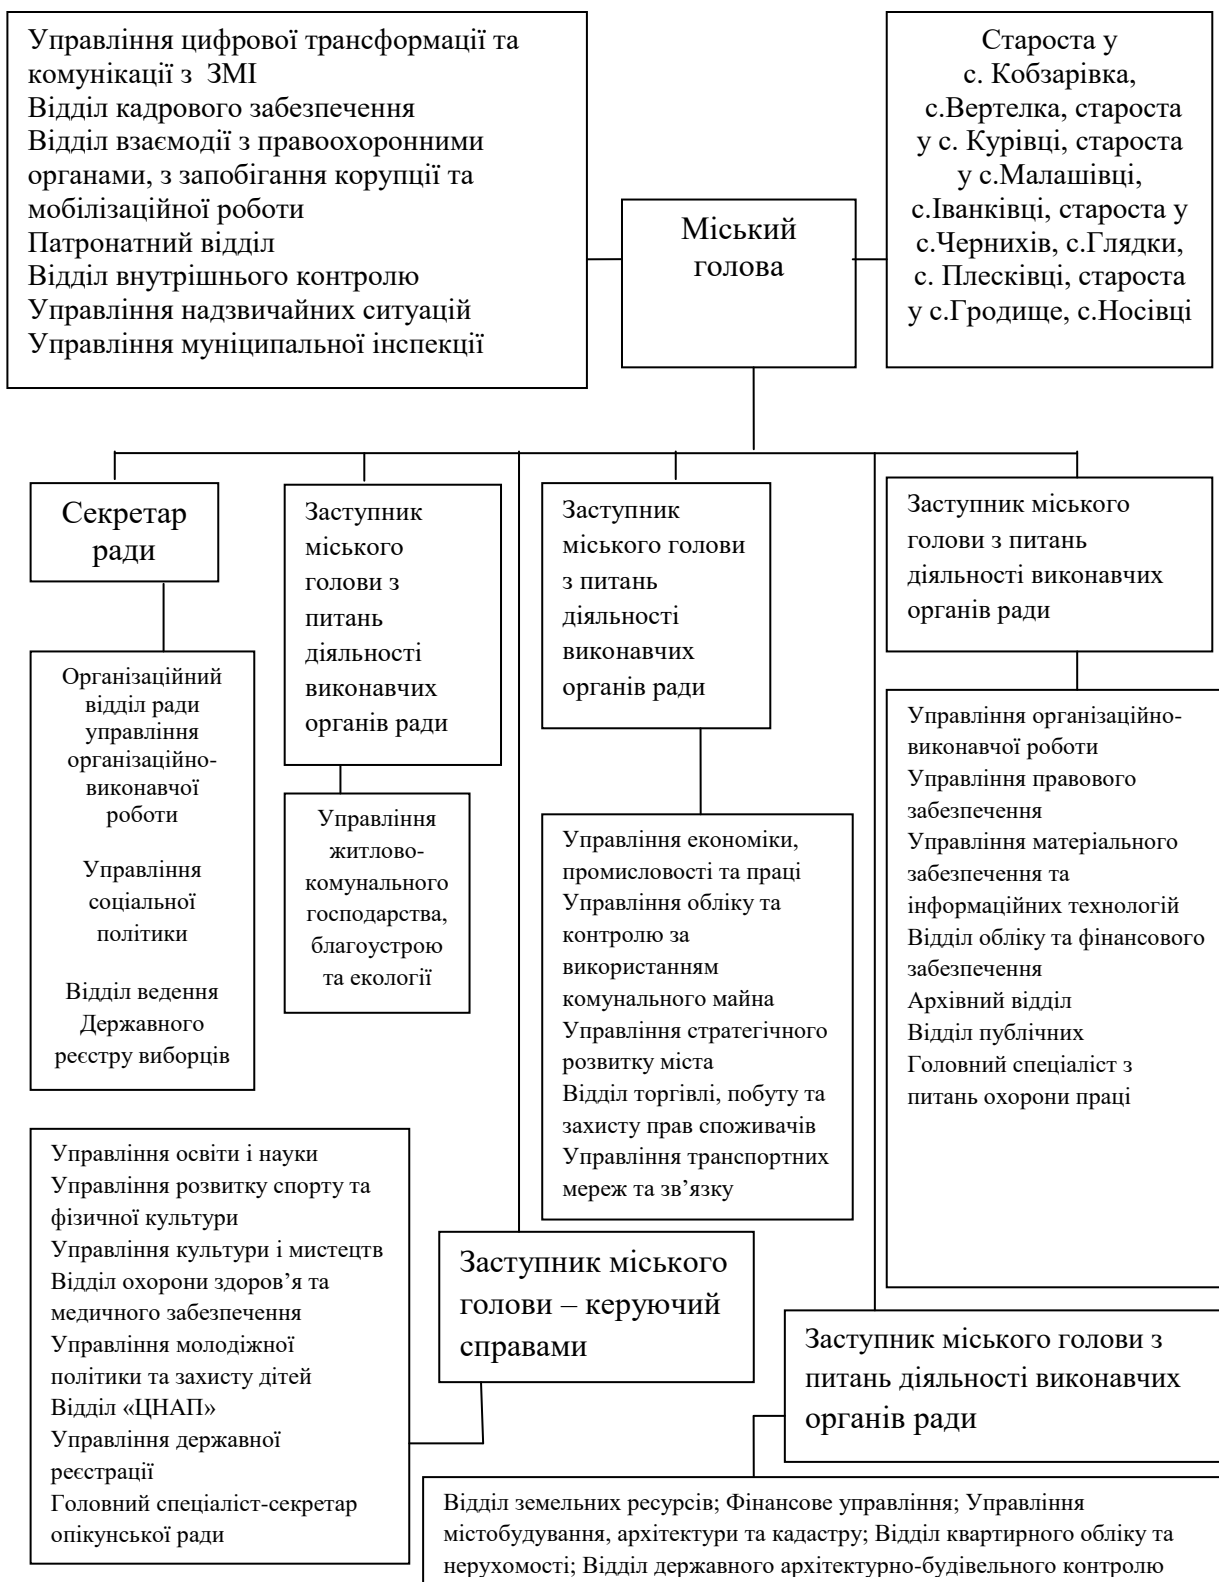 Управління цифрової трансформації та
комунікації з ЗМІ
Відділ кадрового забезпечення
Відділ взаємодії з правоохоронними
органами, з запобігання корупції та
мобілізаційної роботи
Патронатний відділ
Відділ внутрішнього контролю
Управління надзвичайних ситуацій
Управління муніципальної інспекції
Міський
голова
Староста у
с. Кобзарівка,
с.Вертелка, староста
у с. Курівці, староста
у с.Малашівці,
с.Іванківці, староста у
с.Чернихів, с.Глядки,
с. Плесківці, староста
у с.Гродище, с.Носівці
Секретар
ради
Організаційний
відділ ради
управління
організаційно-
виконавчої
роботи
Управління
соціальної
політики
Відділ ведення
Державного
реєстру виборців
Заступник
міського
голови з
питань
діяльності
виконавчих
органів ради
Управління
житлово-
комунального
господарства,
благоустрою
та екології
Заступник
міського голови
з питань
діяльності
виконавчих
органів ради
Управління економіки,
промисловості та праці
Управління обліку та
контролю за
використанням
комунального майна
Управління стратегічного
розвитку міста
Відділ торгівлі, побуту та
захисту прав споживачів
Управління транспортних
мереж та зв’язку
Заступник міського
голови з питань
діяльності виконавчих
органів ради
Управління організаційно-
виконавчої роботи
Управління правового
забезпечення
Управління матеріального
забезпечення та
інформаційних технологій
Відділ обліку та фінансового
забезпечення
Архівний відділ
Відділ публічних
Головний спеціаліст з
питань охорони праці
Управління освіти і науки
Управління розвитку спорту та
фізичної культури
Управління культури і мистецтв
Відділ охорони здоров’я та
медичного забезпечення
Управління молодіжної
політики та захисту дітей
Відділ «ЦНАП»
Управління державної
реєстрації
Головний спеціаліст-секретар
опікунської ради
Заступник міського
голови – керуючий
справами
Заступник міського голови з
питань діяльності виконавчих
органів ради
Відділ земельних ресурсів; Фінансове управління; Управління
містобудування, архітектури та кадастру; Відділ квартирного обліку та
нерухомості; Відділ державного архітектурно-будівельного контролю